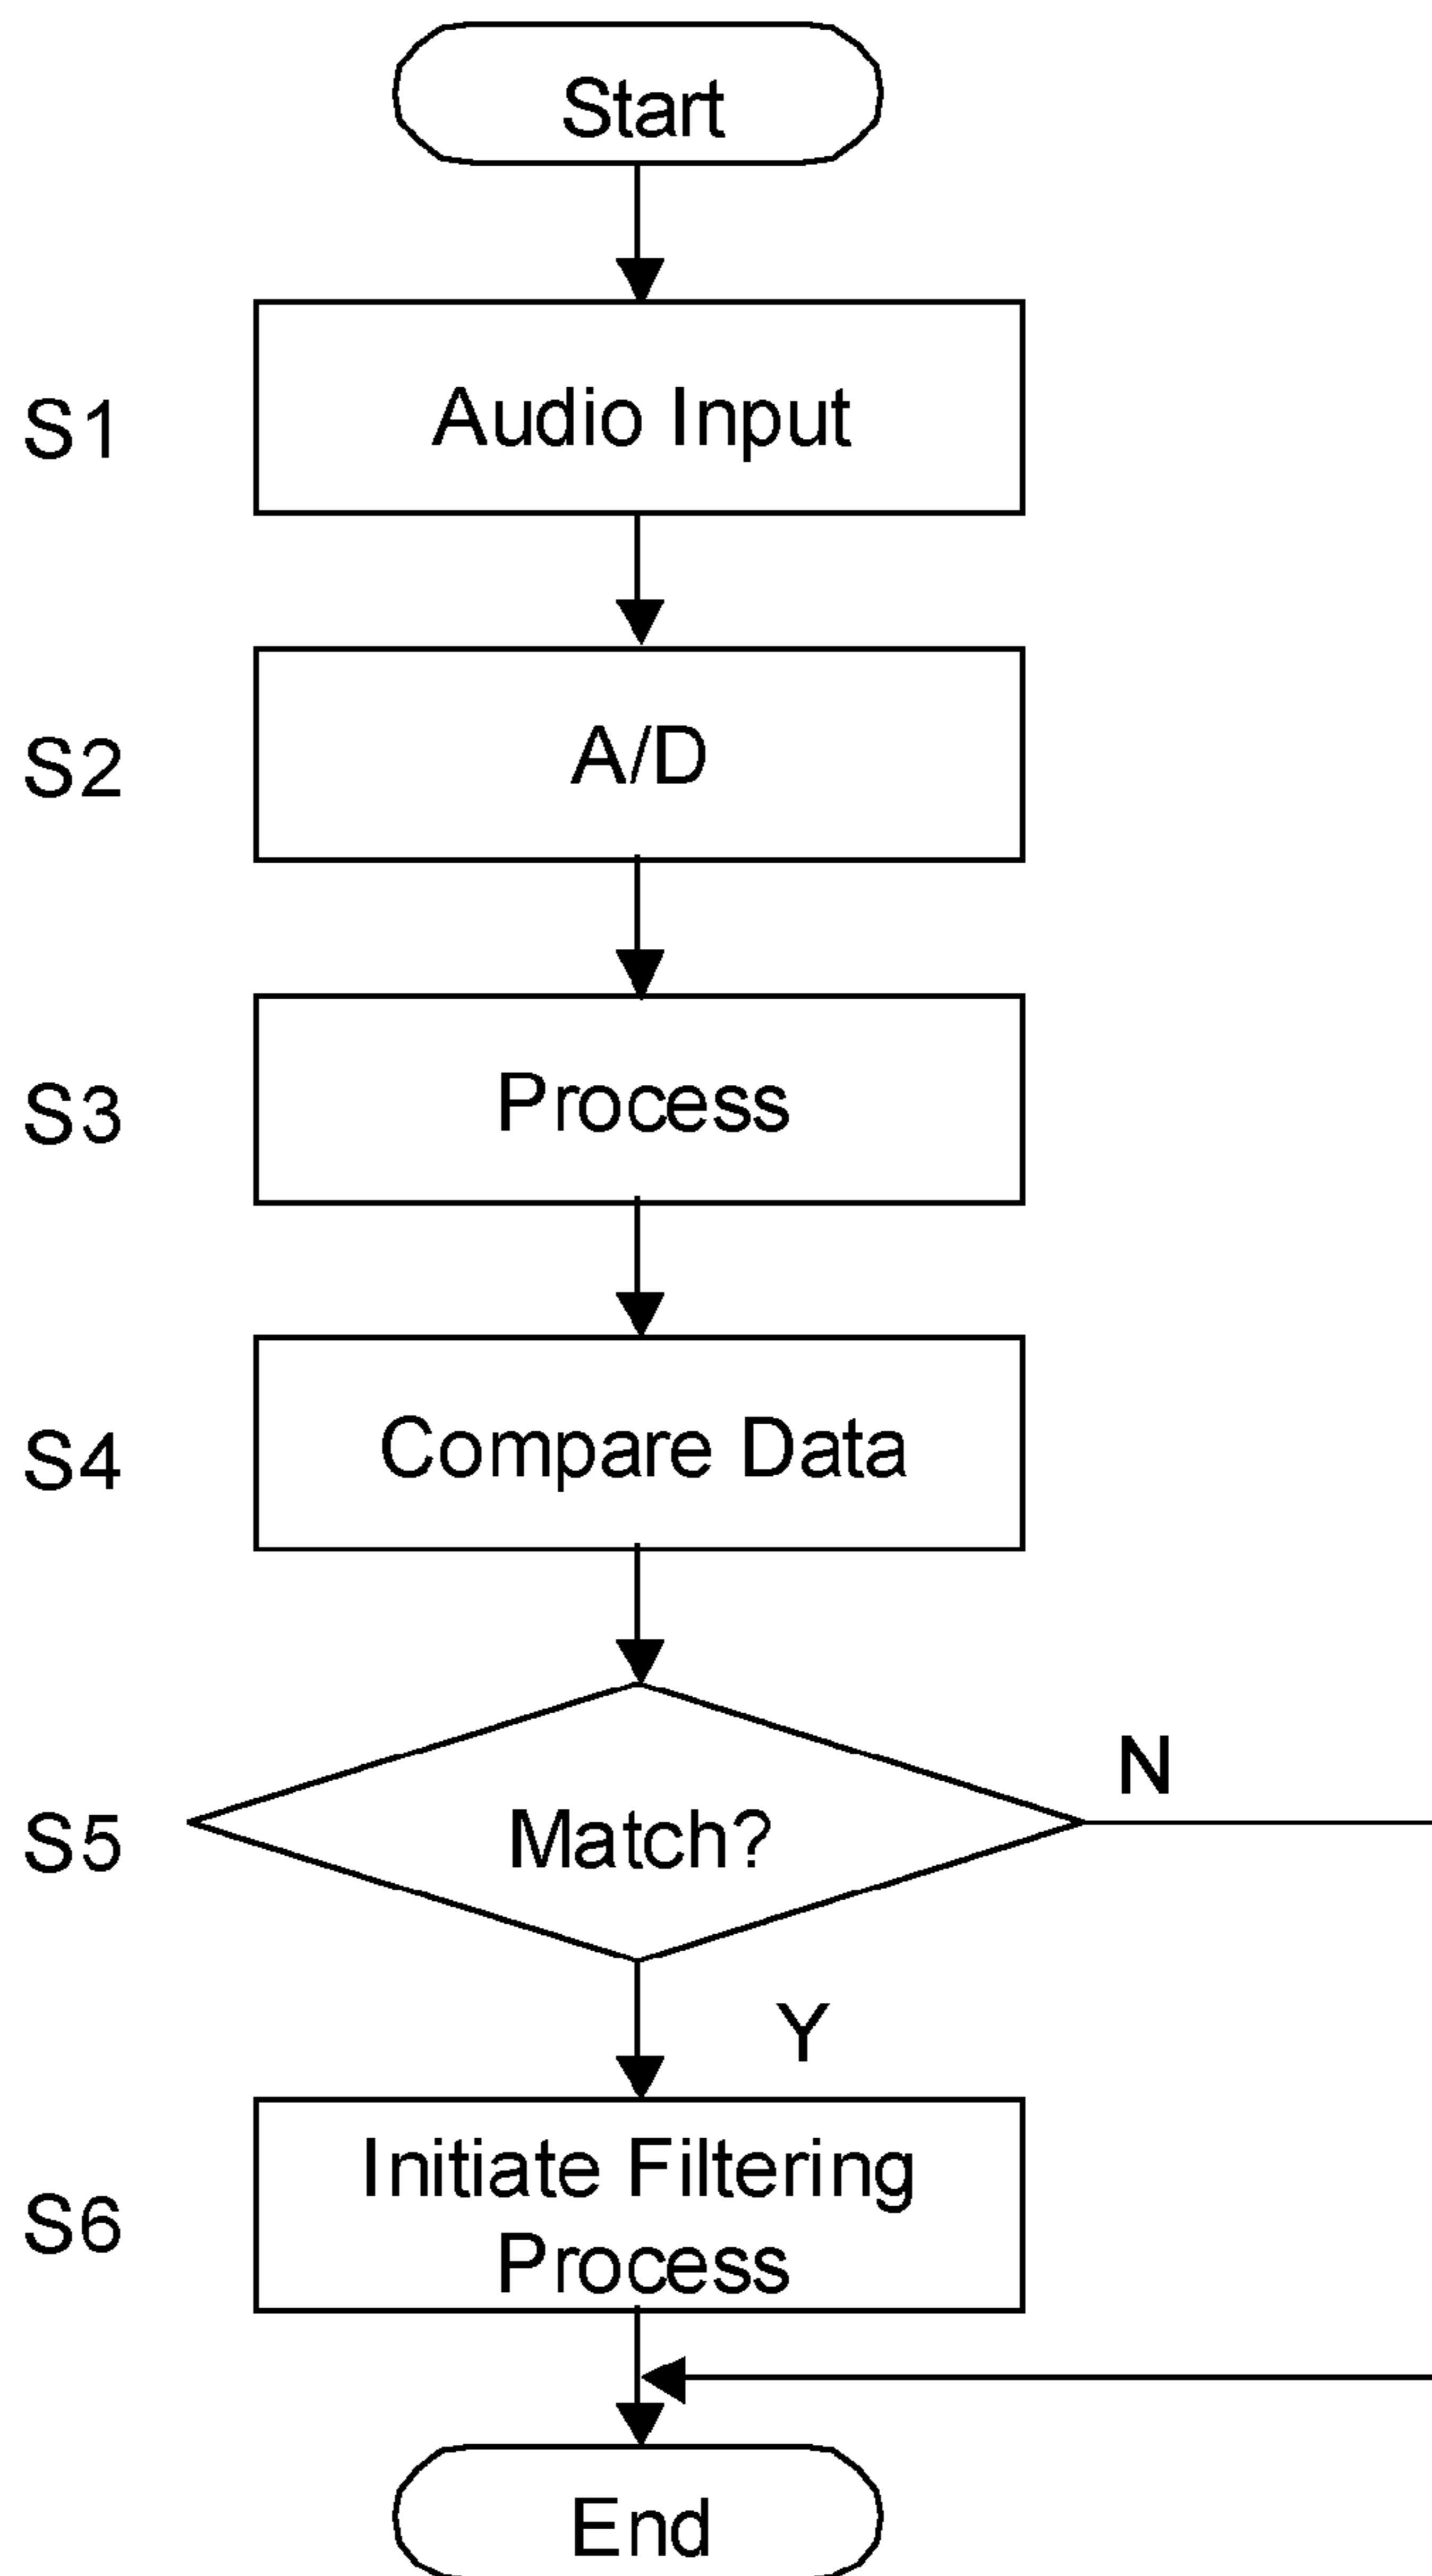 Start
S1
Audio Input
S2
A/D
S3
Process
S4
Compare Data
S5
Match?
N
Y
S6
Initiate Filtering
Process
End